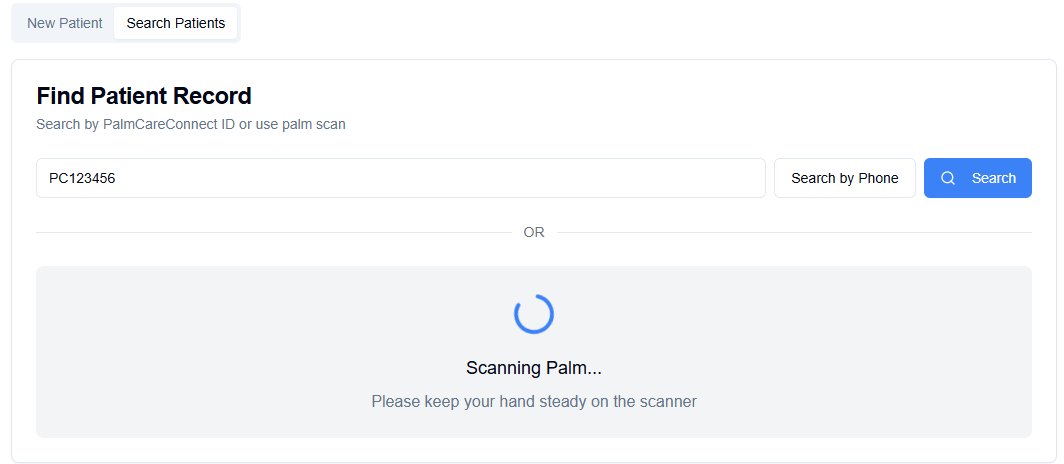 New Patient Search Patients
Find Patient Record
Search by PalmCareConnect ID or use palm scan
PC123456 Search by Phone Search
OR
Scanning Palm...
Please keep your hand steady on the scanner